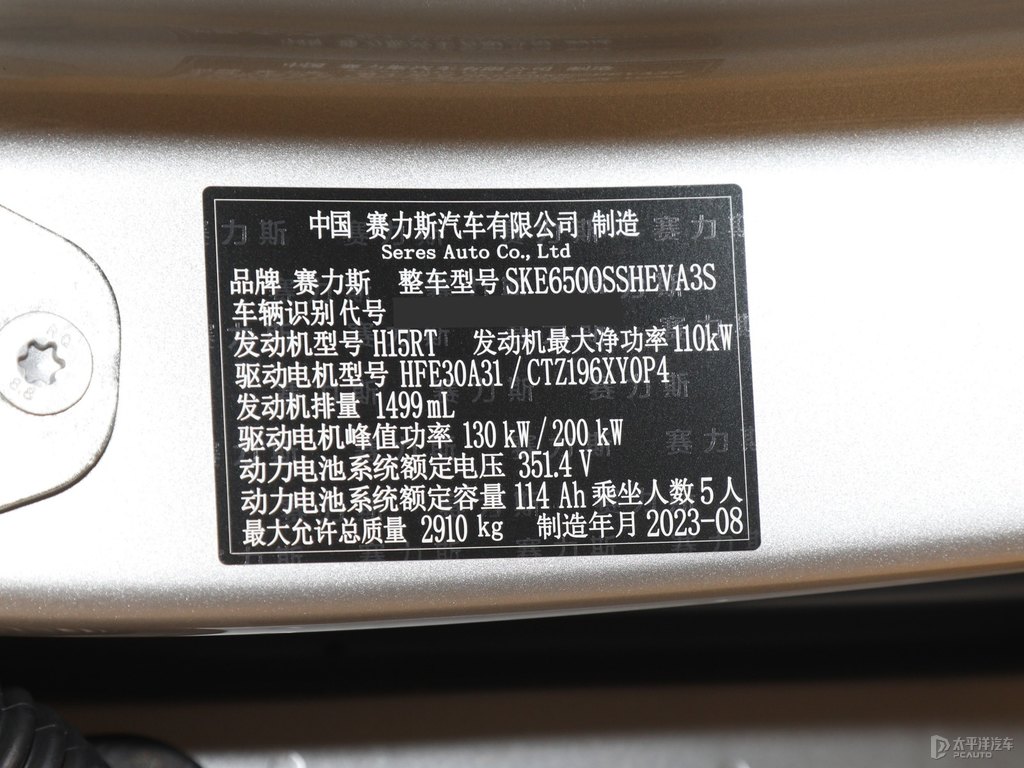 中国 赛力斯汽车有限公司 制造
Seres Auto Co., Ltd
品牌 赛力斯 整车型号 SKE6500SSHEVA3S
车辆识别代号
发动机型号 H15RT 发动机最大净功率 110kW
驱动电机型号 HFE30A31 / CTZ196XY0P4
发动机排量 1499 mL
驱动电机峰值功率 130 kW / 200 kW
动力电池系统额定电压 351.4 V
动力电池系统额定容量 114 Ah 乘坐人数 5 人
最大允许总质量 2910 kg 制造年月 2023-08
8.8
太平洋汽车
PCAUTO